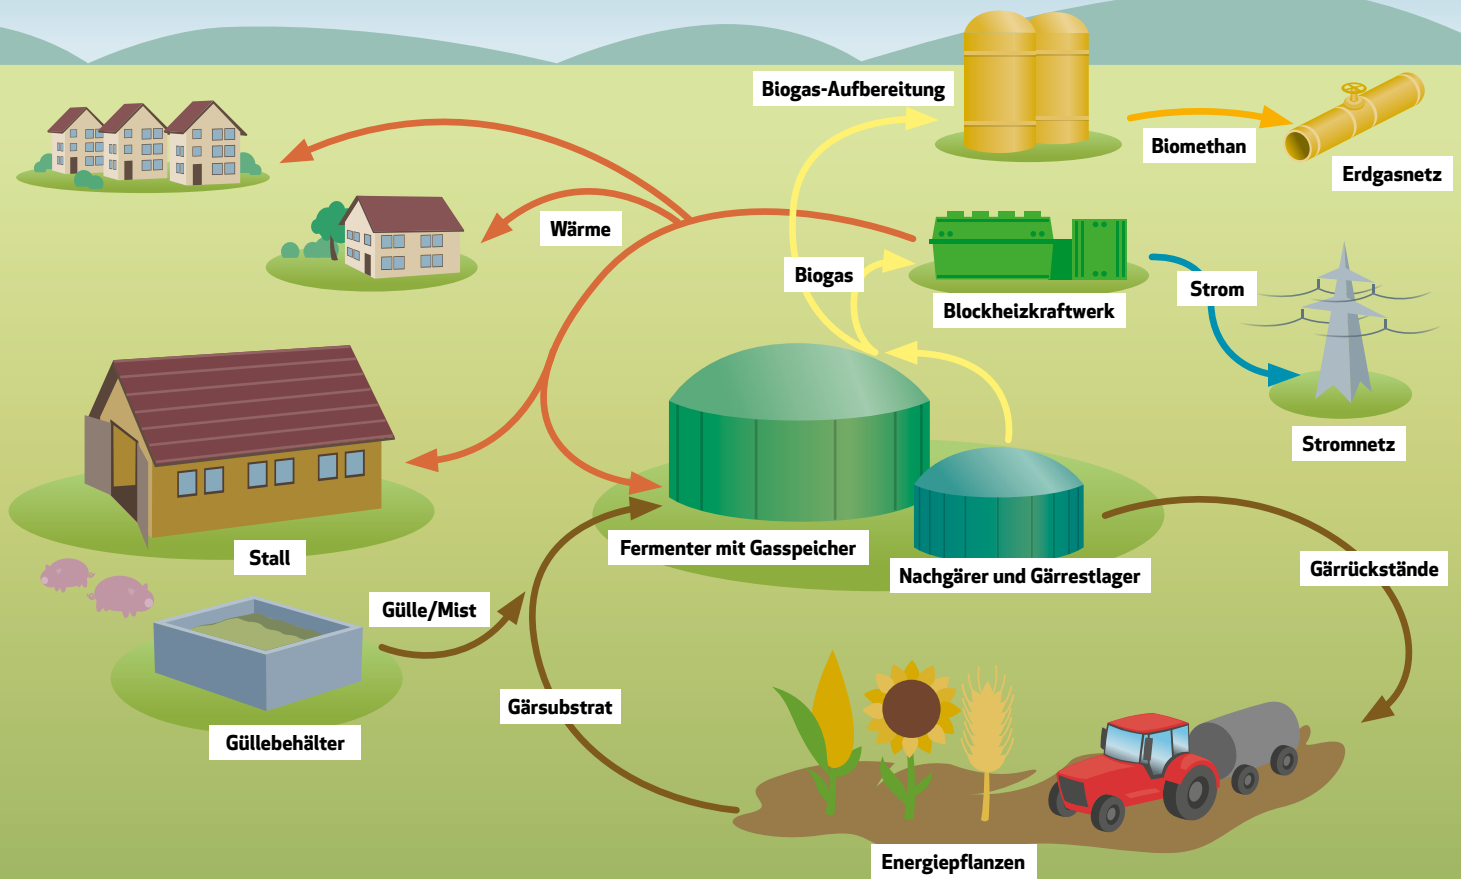 Biogas-Aufbereitung
Biomethan
Erdgasnetz
Wärme
Biogas
Strom
Blockheizkraftwerk
Stromnetz
Fermenter mit Gasspeicher
Stall
Nachgärer und Gärrestlager
Gärrückstände
Gülle/Mist
Gärsubstrat
Güllebehälter
Energiepflanzen